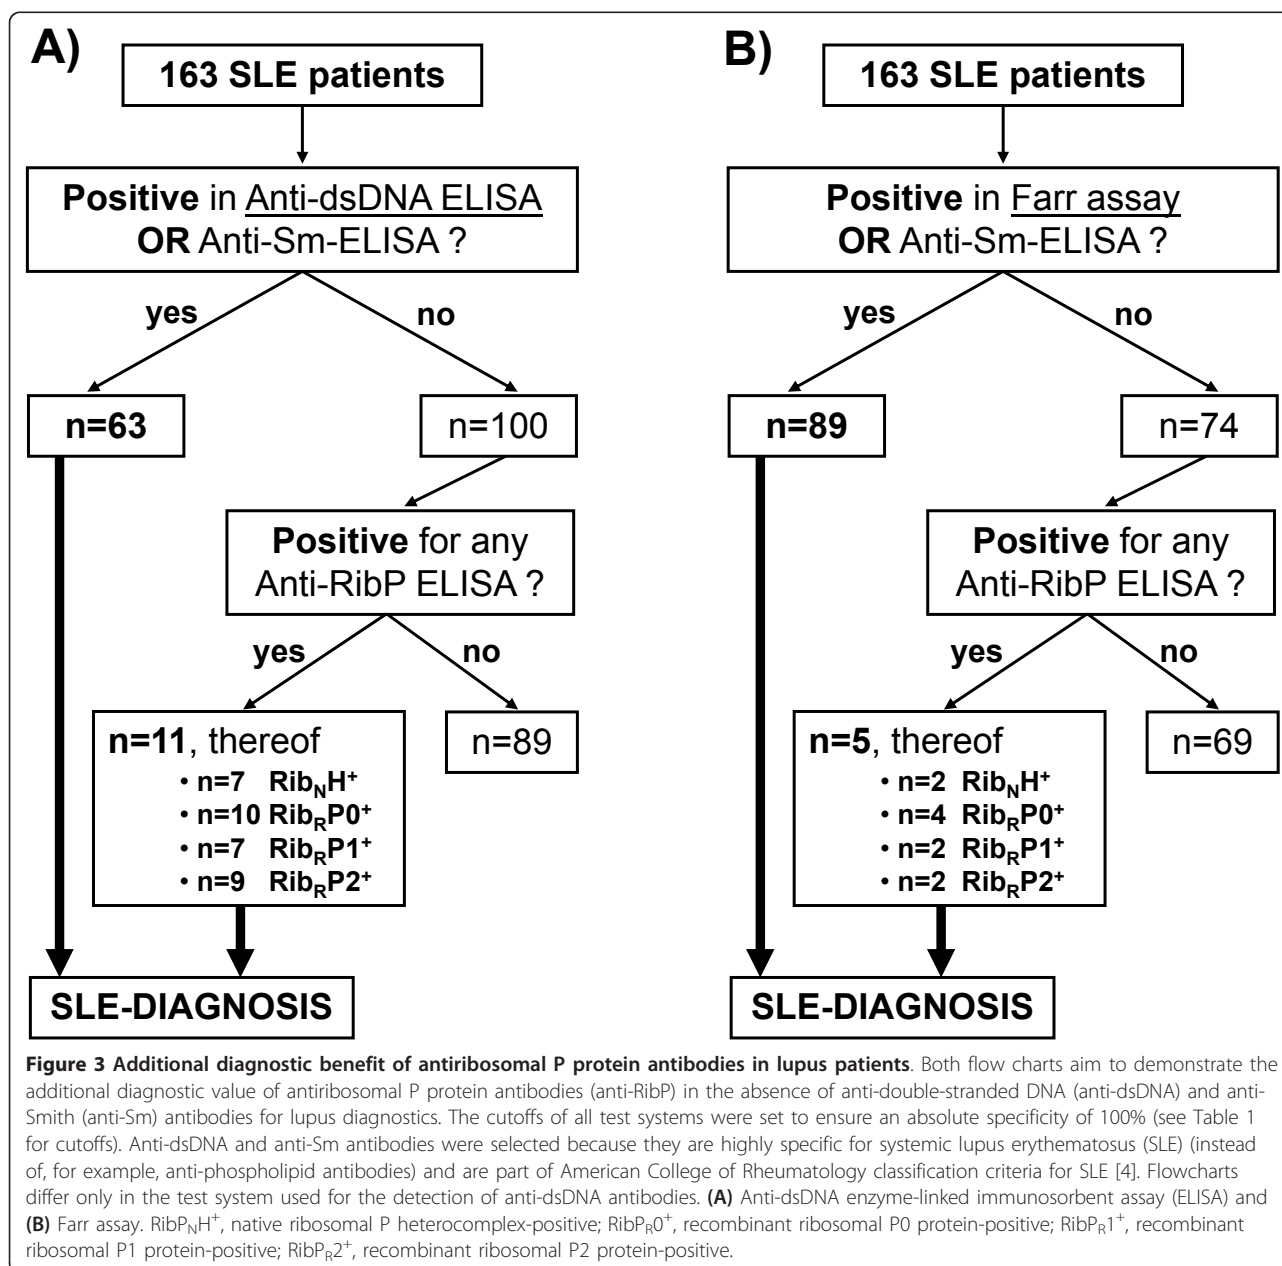 A)
163 SLE patients
Positive in Anti-dsDNA ELISA
OR Anti-Sm-ELISA ?
yes
no
n=63
n=100
Positive for any
Anti-RibP ELISA ?
yes
no
n=11, thereof
• n=7 RibNH+
• n=10 RibRP0+
• n=7 RibRP1+
• n=9 RibRP2+
n=89
SLE-DIAGNOSIS
B)
163 SLE patients
Positive in Farr assay
OR Anti-Sm-ELISA ?
yes
no
n=89
n=74
Positive for any
Anti-RibP ELISA ?
yes
no
n=5, thereof
• n=2 RibNH+
• n=4 RibRP0+
• n=2 RibRP1+
• n=2 RibRP2+
n=69
SLE-DIAGNOSIS
Figure 3 Additional diagnostic benefit of antiribosomal P protein antibodies in lupus patients. Both flow charts aim to demonstrate the
additional diagnostic value of antiribosomal P protein antibodies (anti-RibP) in the absence of anti-double-stranded DNA (anti-dsDNA) and anti-
Smith (anti-Sm) antibodies for lupus diagnostics. The cutoffs of all test systems were set to ensure an absolute specificity of 100% (see Table 1
for cutoffs). Anti-dsDNA and anti-Sm antibodies were selected because they are highly specific for systemic lupus erythematosus (SLE) (instead
of, for example, anti-phospholipid antibodies) and are part of American College of Rheumatology classification criteria for SLE [4]. Flowcharts
differ only in the test system used for the detection of anti-dsDNA antibodies. (A) Anti-dsDNA enzyme-linked immunosorbent assay (ELISA) and
(B) Farr assay. RibPNH+, native ribosomal P heterocomplex-positive; RibPR0+, recombinant ribosomal P0 protein-positive; RibPR1+, recombinant
ribosomal P1 protein-positive; RibPR2+, recombinant ribosomal P2 protein-positive.